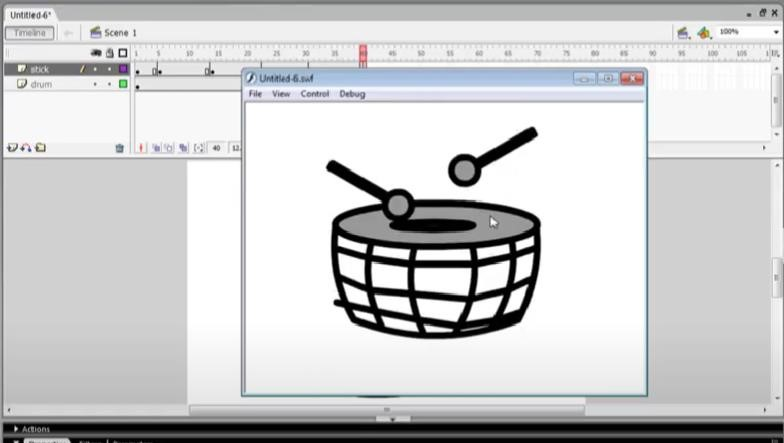 Untitled-6*
Timeline
Scene 1
100%
1 5 10 15 20 25 30 35 40 45 50 55 60 65 70 75 80 85 90 95 100 105 11
stick
drum
40 12.
Untitled-6.swf
File View Control Debug
Actions